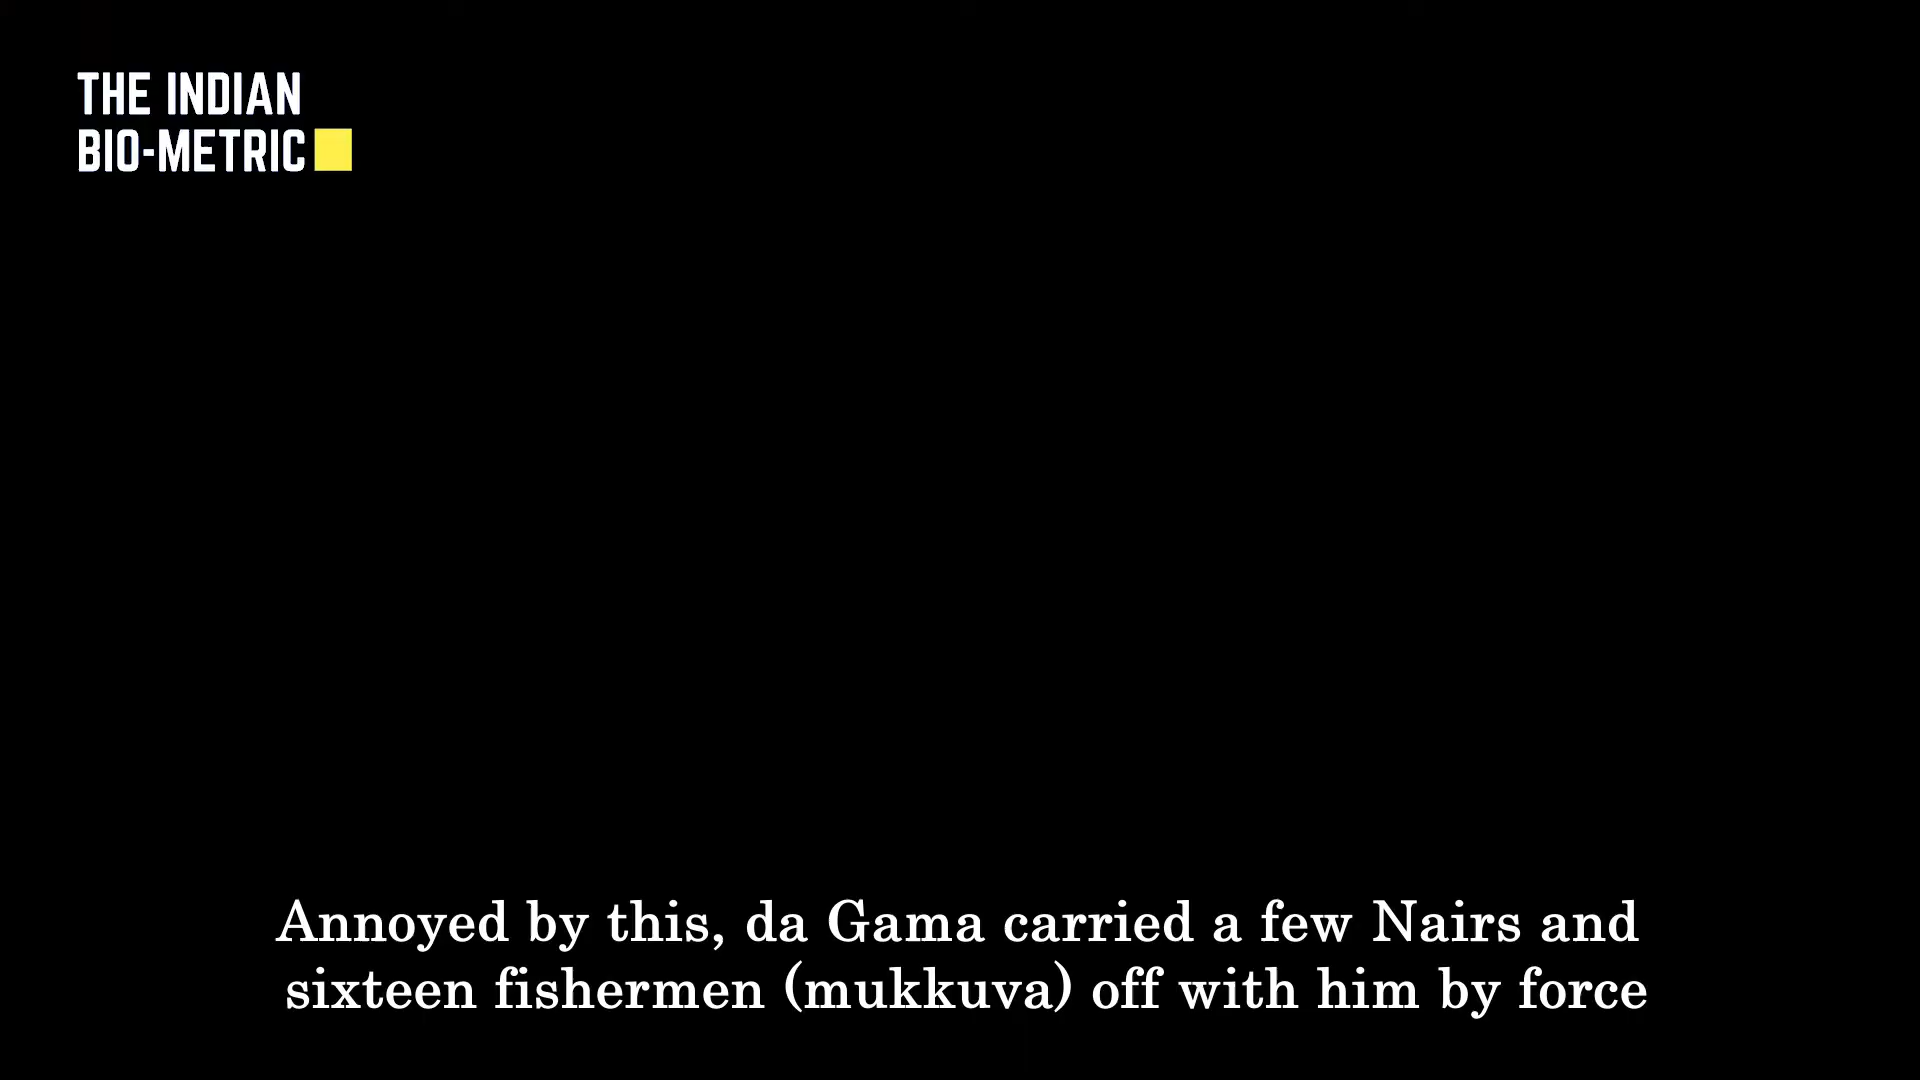 THE INDIAN
BIO-METRIC
Annoyed by this, da Gama carried a few Nairs and
sixteen fishermen (mukkuva) off with him by force